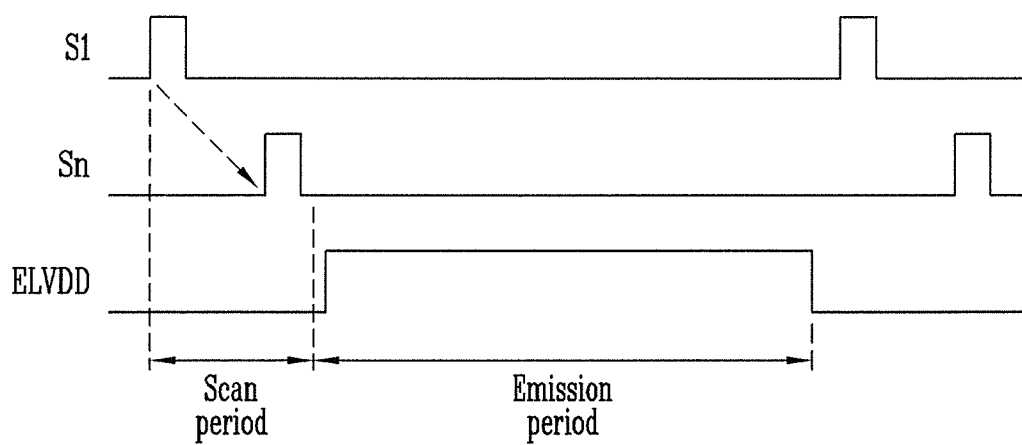 S1
Sn
ELVDD
Scan
period
Emission
period